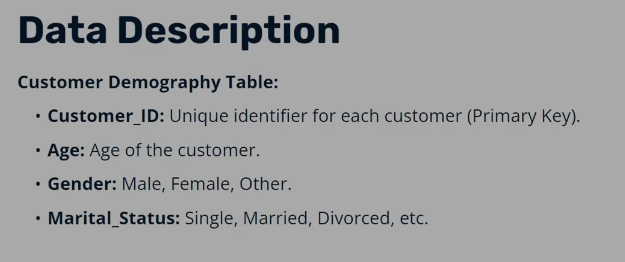 Data Description
Customer Demography Table:
• Customer_ID: Unique identifier for each customer (Primary Key).
• Age: Age of the customer.
• Gender: Male, Female, Other.
• Marital_Status: Single, Married, Divorced, etc.